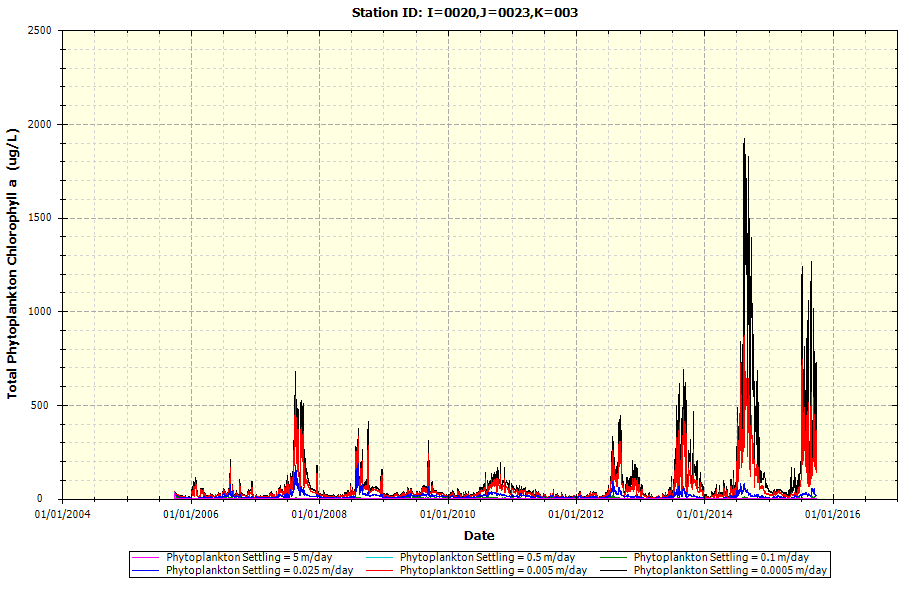 Station ID: I=0020,J=0023,K=003
Total Phytoplankton Chlorophyll a (ug/L)
2500
2000
1500
1000
500
0
01/01/2004 01/01/2006 01/01/2008 01/01/2010 01/01/2012 01/01/2014 01/01/2016
Date
Phytoplankton Settling = 5 m/day Phytoplankton Settling = 0.5 m/day Phytoplankton Settling = 0.1 m/day
Phytoplankton Settling = 0.025 m/day Phytoplankton Settling = 0.005 m/day Phytoplankton Settling = 0.0005 m/day